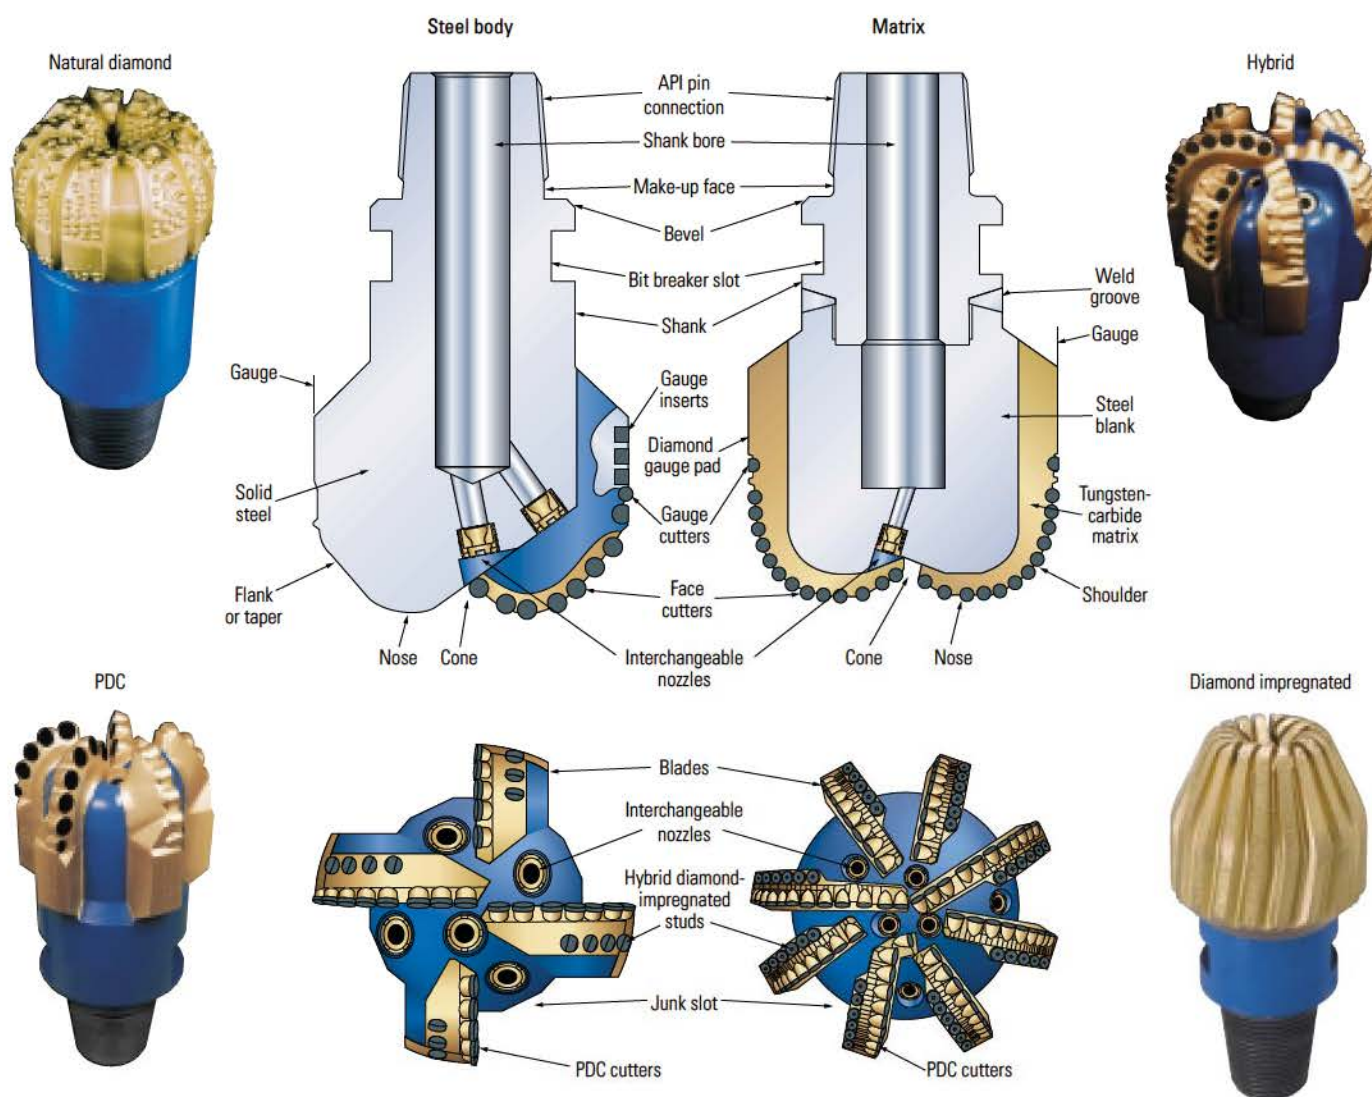 Steel body
Matrix
Natural diamond
Hybrid
API pin
connection
Shank bore
Make-up face
Bevel
Bit breaker slot
Weld
groove
Shank
Gauge
Gauge
Gauge
inserts
Steel
blank
Diamond
gauge pad
Solid
steel
Gauge
cutters
Tungsten-
carbide
matrix
Flank
or taper
Face
cutters
Shoulder
Nose
Cone
Interchangeable
nozzles
Cone
Nose
PDC
Diamond impregnated
Blades
Interchangeable
nozzles
Hybrid diamond-
impregnated
studs
Junk slot
PDC cutters
PDC cutters